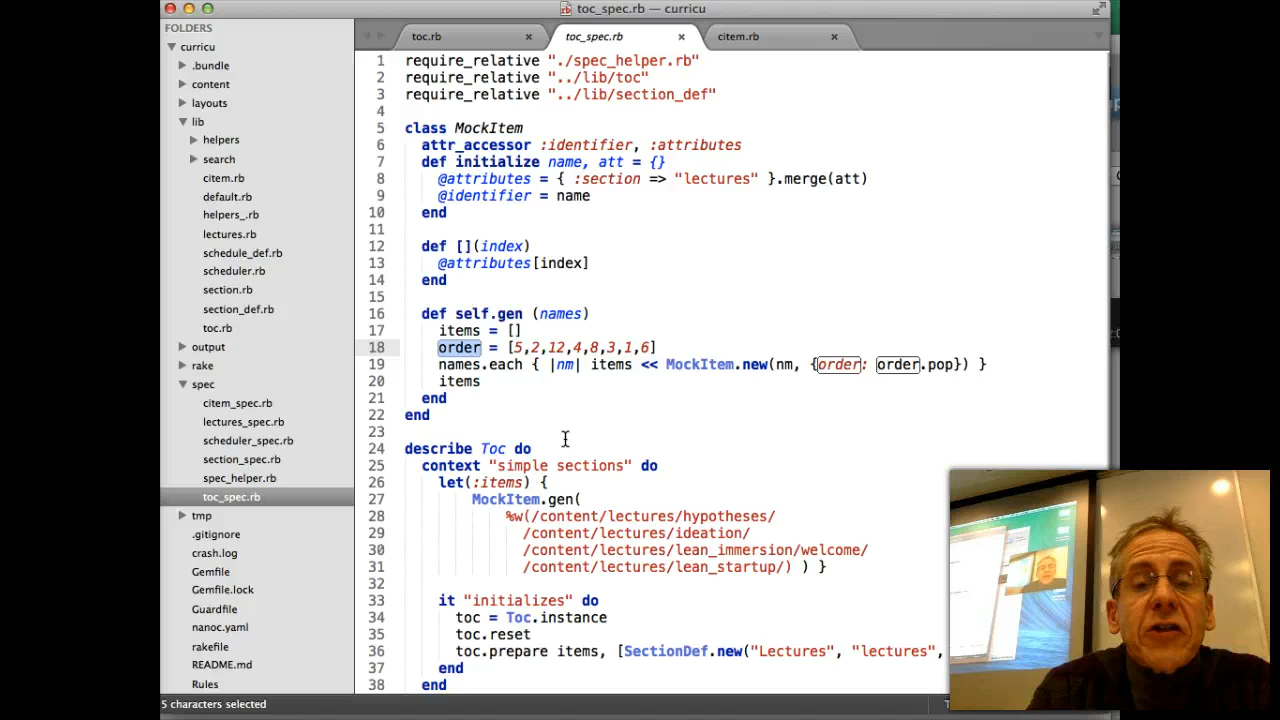 toc_spec.rb — curricu
FOLDERS
curricu
.bundle
content
layouts
lib
helpers
search
citem.rb
default.rb
helpers_.rb
lectures.rb
schedule_def.rb
scheduler.rb
section.rb
section_def.rb
toc.rb
output
rake
spec
citem_spec.rb
lectures_spec.rb
scheduler_spec.rb
section_spec.rb
spec_helper.rb
toc_spec.rb
tmp
.gitignore
crash.log
Gemfile
Gemfile.lock
Guardfile
nanoc.yaml
rakefile
README.md
Rules
toc.rb
toc_spec.rb
citem.rb
1 require_relative "./spec_helper.rb"
2 require_relative "../lib/toc"
3 require_relative "../lib/section_def"
4
5 class MockItem
6 attr_accessor :identifier, :attributes
7 def initialize name, att = {}
8 @attributes = { :section => "lectures" }.merge(att)
9 @identifier = name
10 end
11
12 def [](index)
13 @attributes[index]
14 end
15
16 def self.gen (names)
17 items = []
18 order = [5,2,12,4,8,3,1,6]
19 names.each { |nm| items << MockItem.new(nm, {order: order.pop}) }
20 items
21 end
22 end
23
24 describe Toc do
25 context "simple sections" do
26 let(:items) {
27 MockItem.gen(
28 %w(/content/lectures/hypotheses/
29 /content/lectures/ideation/
30 /content/lectures/lean_immersion/welcome/
31 /content/lectures/lean_startup/) ) }
32
33 it "initializes" do
34 toc = Toc.instance
35 toc.reset
36 toc.prepare items, [SectionDef.new("Lectures", "lectures",
37 end
38 end
5 characters selected